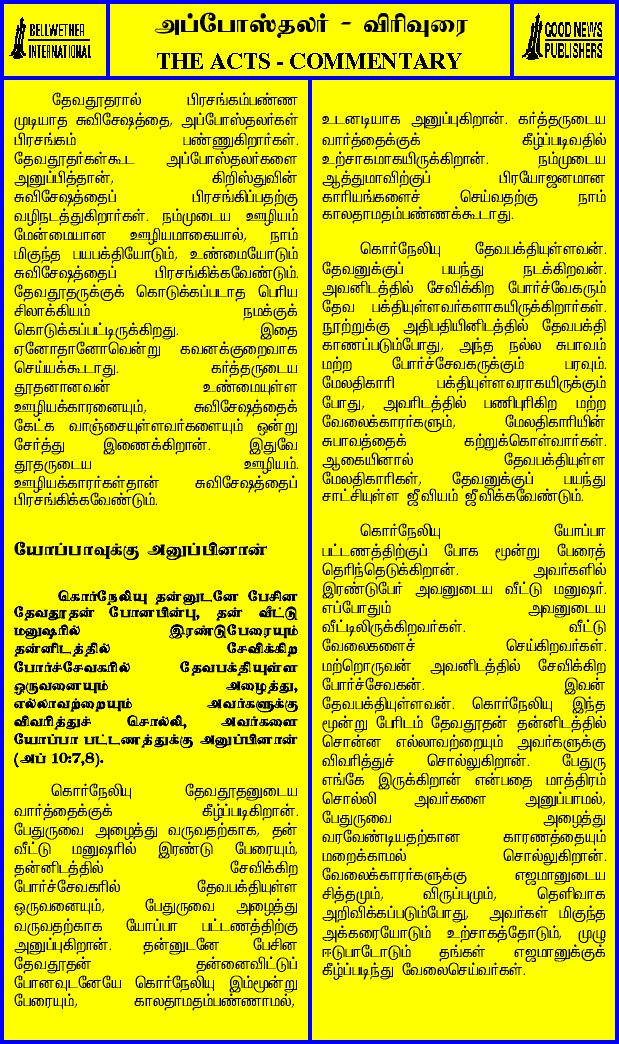 BELLWETHER
INTERNATIONAL
அப்போஸ்தலர் - விரிவுரை
THE ACTS - COMMENTARY
GOOD NEWS
PUBLISHERS
தேவதூதரால் பிரசங்கம்பண்ண
முடியாத சுவிசேஷத்தை, அப்போஸ்தலர்கள்
பிரசங்கம் பண்ணுகிறார்கள்.
தேவதூதர்கள்கூட அப்போஸ்தலர்களை
அனுப்பித்தான், கிறிஸ்துவின்
சுவிசேஷத்தைப் பிரசங்கிப்பதற்கு
வழிநடத்துகிறார்கள். நம்முடைய ஊழியம்
மேன்மையான ஊழியமாகையால், நாம்
மிகுந்த பயபக்தியோடும், உண்மையோடும்
சுவிசேஷத்தைப் பிரசங்கிக்கவேண்டும்.
தேவதூதருக்குக் கொடுக்கப்படாத பெரிய
சிலாக்கியம் நமக்குக்
கொடுக்கப்பட்டிருக்கிறது. இதை
ஏனோதானோவென்று கவனக்குறைவாக
செய்யக்கூடாது. கர்த்தருடைய
தூதனானவன் உண்மையுள்ள
ஊழியக்காரனையும், சுவிசேஷத்தைக்
கேட்க வாஞ்சையுள்ளவர்களையும் ஒன்று
சேர்த்து இணைக்கிறான். இதுவே
தூதருடைய ஊழியம்.
ஊழியக்காரர்கள்தான் சுவிசேஷத்தைப்
பிரசங்கிக்கவேண்டும்.
யோப்பாவுக்கு அனுப்பினான்
கொர்நேலியு தன்னுடனே பேசின
தேவதூதன் போனபின்பு, தன் வீட்டு
மனுஷரில் இரண்டுபேரையும்
தன்னிடத்தில் சேவிக்கிற
போர்ச்சேவகரில் தேவபக்தியுள்ள
ஒருவனையும் அழைத்து,
எல்லாவற்றையும் அவர்களுக்கு
விவரித்துச் சொல்லி, அவர்களை
யோப்பா பட்டணத்துக்கு அனுப்பினான்
(அப் 10:7,8).
கொர்நேலியு தேவதூதனுடைய
வார்த்தைக்குக் கீழ்ப்படிகிறான்.
பேதுருவை அழைத்து வருவதற்காக, தன்
வீட்டு மனுஷரில் இரண்டு பேரையும்,
தன்னிடத்தில் சேவிக்கிற
போர்ச்சேவகரில் தேவபக்தியுள்ள
ஒருவனையும், பேதுருவை அழைத்து
வருவதற்காக யோப்பா பட்டணத்திற்கு
அனுப்புகிறான். தன்னுடனே பேசின
தேவதூதன் தன்னைவிட்டுப்
போனவுடனேயே கொர்நேலியு இம்மூன்று
பேரையும், காலதாமதம்பண்ணாமல்,
உடனடியாக அனுப்புகிறான். கர்த்தருடைய
வார்த்தைக்குக் கீழ்ப்படிவதில்
உற்சாகமாகயிருக்கிறான். நம்முடைய
ஆத்துமாவிற்குப் பிரயோஜனமான
காரியங்களைச் செய்வதற்கு நாம்
காலதாமதம்பண்ணக்கூடாது.
கொர்நேலியு தேவபக்தியுள்ளவன்.
தேவனுக்குப் பயந்து நடக்கிறவன்.
அவனிடத்தில் சேவிக்கிற போர்ச்வேகரும்
தேவ பக்தியுள்ளவர்களாகயிருக்கிறார்கள்.
நூற்றுக்கு அதிபதியினிடத்தில் தேவபக்தி
காணப்படும்போது, அந்த நல்ல சுபாவம்
மற்ற போர்ச்சேவகருக்கும் பரவும்.
மேலதிகாரி பக்தியுள்ளவராகயிருக்கும்
போது, அவரிடத்தில் பணிபுரிகிற மற்ற
வேலைக்காரர்களும், மேலதிகாரியின்
சுபாவத்தைக் கற்றுக்கொள்வார்கள்.
ஆகையினால் தேவபக்தியுள்ள
மேலதிகாரிகள், தேவனுக்குப் பயந்து
சாட்சியுள்ள ஜீவியம் ஜீவிக்கவேண்டும்.
கொர்நேலியு யோப்பா
பட்டணத்திற்குப் போக மூன்று பேரைத்
தெரிந்தெடுக்கிறான். அவர்களில்
இரண்டுபேர் அவனுடைய வீட்டு மனுஷர்.
எப்போதும் அவனுடைய
வீட்டிலிருக்கிறவர்கள். வீட்டு
வேலைகளைச் செய்கிறவர்கள்.
மற்றொருவன் அவனிடத்தில் சேவிக்கிற
போர்ச்சேவகன். இவன்
தேவபக்தியுள்ளவன். கொர்நேலியு இந்த
மூன்று பேரிடம் தேவதூதன் தன்னிடத்தில்
சொன்ன எல்லாவற்றையும் அவர்களுக்கு
விவரித்துச் சொல்லுகிறான். பேதுரு
எங்கே இருக்கிறான் என்பதை மாத்திரம்
சொல்லி அவர்களை அனுப்பாமல்,
பேதுருவை அழைத்து
வரவேண்டியதற்கான காரணத்தையும்
மறைக்காமல் சொல்லுகிறான்.
வேலைக்காரர்களுக்கு எஜமானுடைய
சித்தமும், விருப்பமும், தெளிவாக
அறிவிக்கப்படும்போது, அவர்கள் மிகுந்த
அக்கரையோடும் உற்சாகத்தோடும், முழு
ஈடுபாடோடும் தங்கள் எஜமானுக்குக்
கீழ்ப்படிந்து வேலைசெய்வர்கள்.